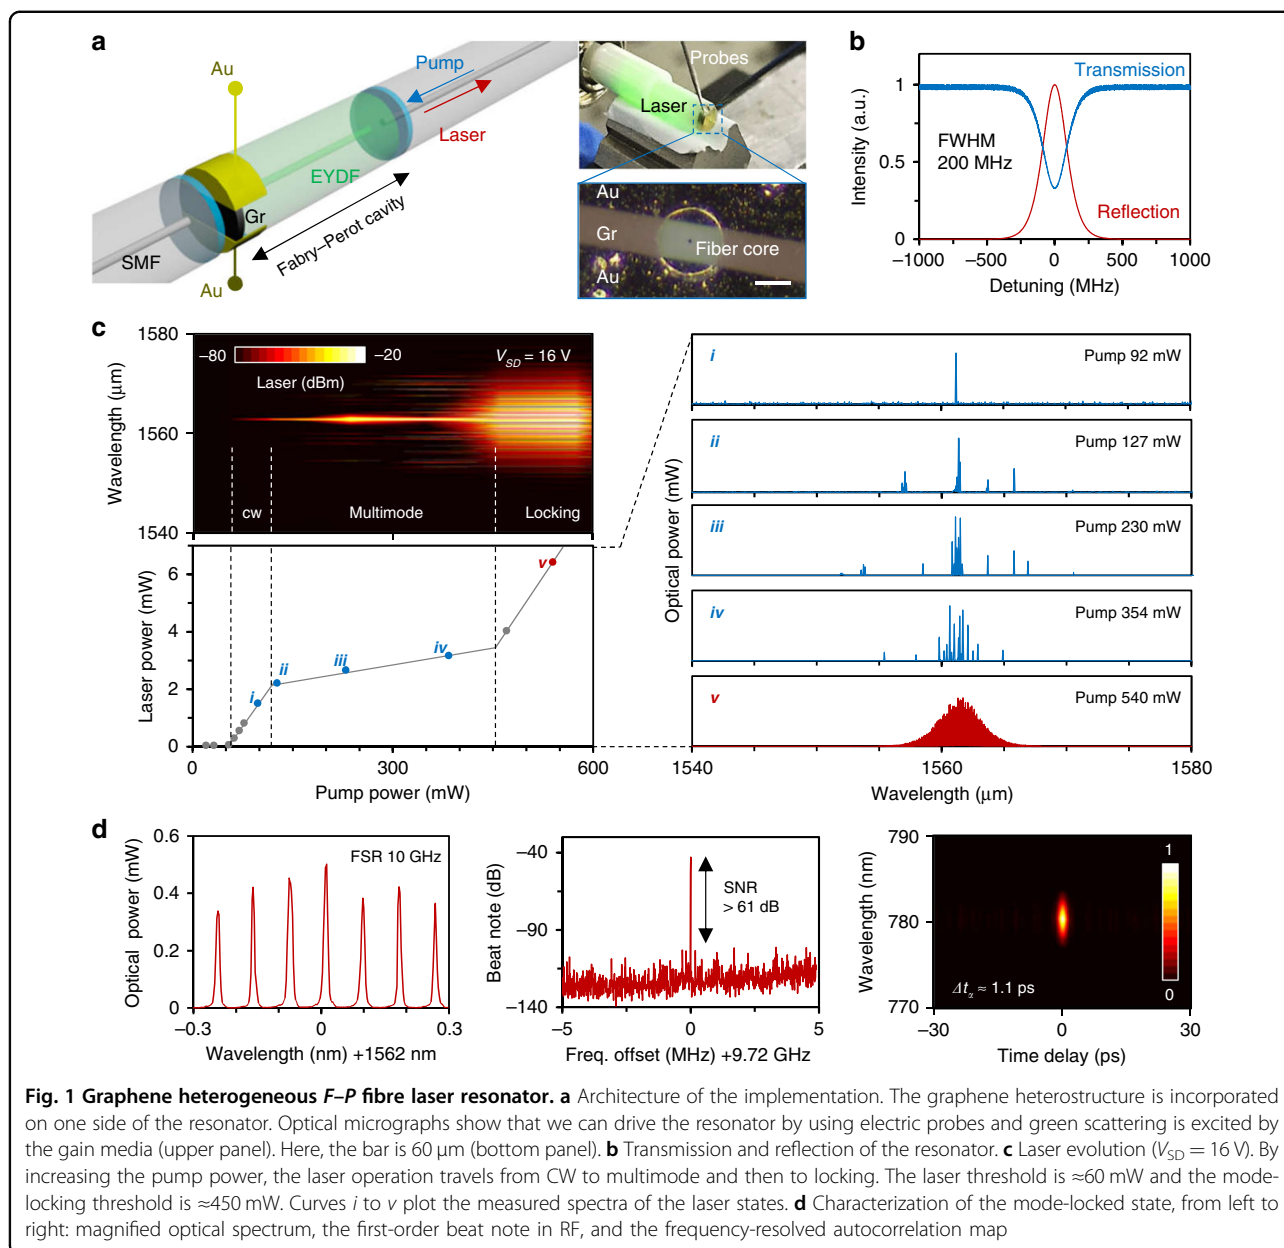 a
Au
Pump
Laser
EYDF
Gr
Fabry–Perot cavity
SMF
Au
Probes
Laser
Au
Gr
Fiber core
Au
b
Transmission
FWHM
200 MHz
Reflection
Intensity (a.u.)
1
0.5
0
–1000 –500 0 500 1000
Detuning (MHz)
c
1580
1560
1540
Wavelength (μm)
–80 –20
Laser (dBm)
V_SD = 16 V
cw Multimode Locking
6
4
2
0
Laser power (mW)
i
ii
iii
iv
v
0 300 600
Pump power (mW)
Optical power (mW)
i Pump 92 mW
ii Pump 127 mW
iii Pump 230 mW
iv Pump 354 mW
v Pump 540 mW
1540 1560 1580
Wavelength (μm)
d
0.6
0.4
0.2
0
Optical power (mW)
FSR 10 GHz
–0.3 0 0.3
Wavelength (nm) +1562 nm
–40
–90
–140
Beat note (dB)
SNR
> 61 dB
–5 0 5
Freq. offset (MHz) +9.72 GHz
790
780
770
Wavelength (nm)
1
0
Δt_α ≈ 1.1 ps
–30 0 30
Time delay (ps)
Fig. 1 Graphene heterogeneous F–P fibre laser resonator. a Architecture of the implementation. The graphene heterostructure is incorporated
on one side of the resonator. Optical micrographs show that we can drive the resonator by using electric probes and green scattering is excited by
the gain media (upper panel). Here, the bar is 60 μm (bottom panel). b Transmission and reflection of the resonator. c Laser evolution (V_SD = 16 V). By
increasing the pump power, the laser operation travels from CW to multimode and then to locking. The laser threshold is ≈60 mW and the mode-
locking threshold is ≈450 mW. Curves i to v plot the measured spectra of the laser states. d Characterization of the mode-locked state, from left to
right: magnified optical spectrum, the first-order beat note in RF, and the frequency-resolved autocorrelation map